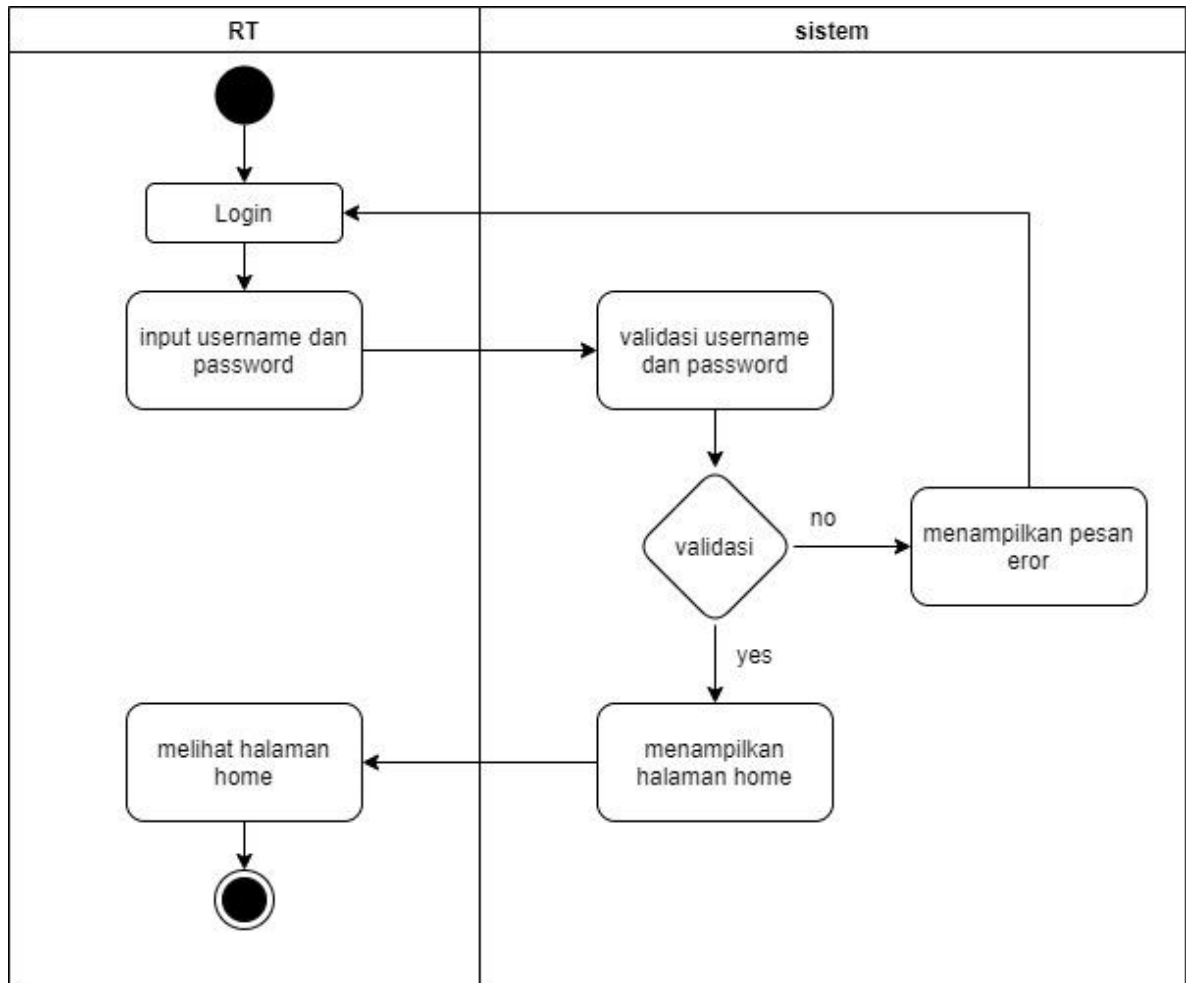 RT
sistem
Login
input username dan
password
validasi username
dan password
validasi
no
menampilkan pesan
eror
yes
melihat halaman
home
menampilkan
halaman home